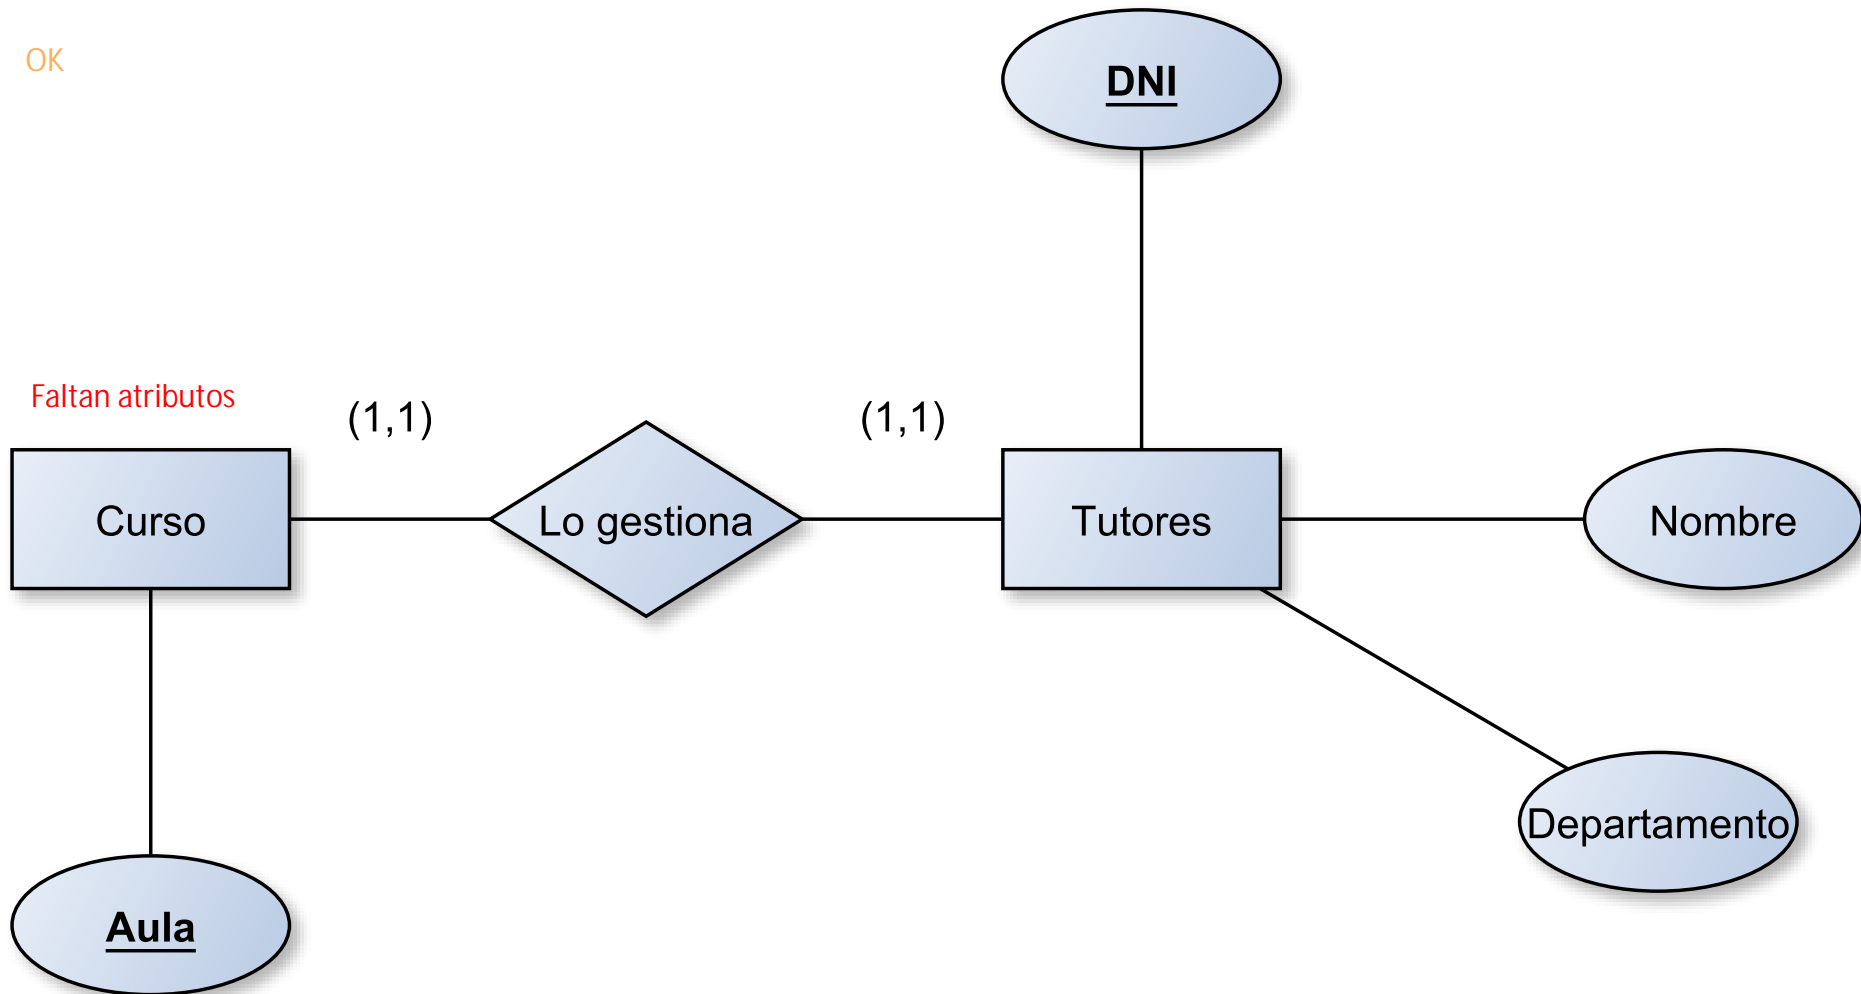 OK
DNI
Faltan atributos
(1,1)
(1,1)
Curso
Lo gestiona
Tutores
Nombre
Departamento
Aula